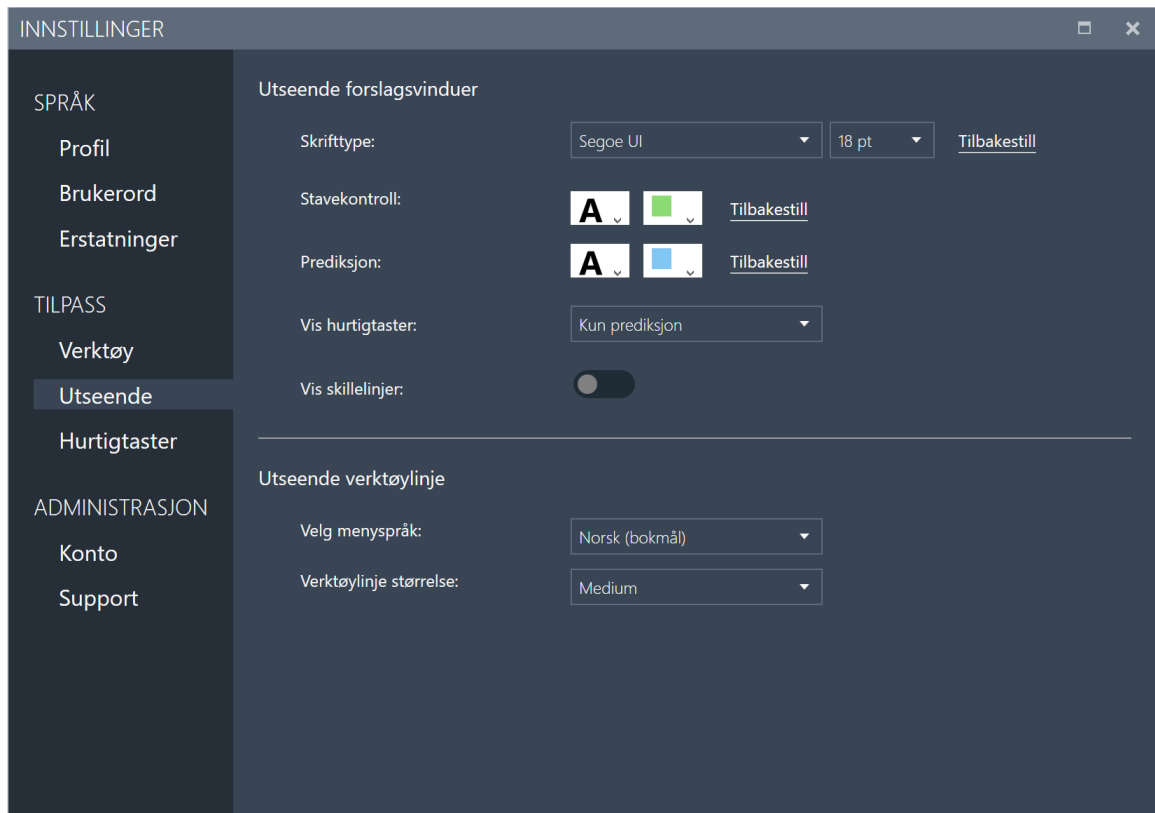 INNSTILLINGER
SPRÅK
Profil
Brukerord
Erstatninger
TILPASS
Verktøy
Utseende
Hurtigtaster
ADMINISTRASJON
Konto
Support
Utseende forslagsvinduer
Skrifttype: Segoe UI 18 pt Tilbakestill
Stavekontroll: A Tilbakestill
Prediksjon: A Tilbakestill
Vis hurtigtaster: Kun prediksjon
Vis skillelinjer:
Utseende verktøylinje
Velg menyspråk: Norsk (bokmål)
Verktøylinje størrelse: Medium